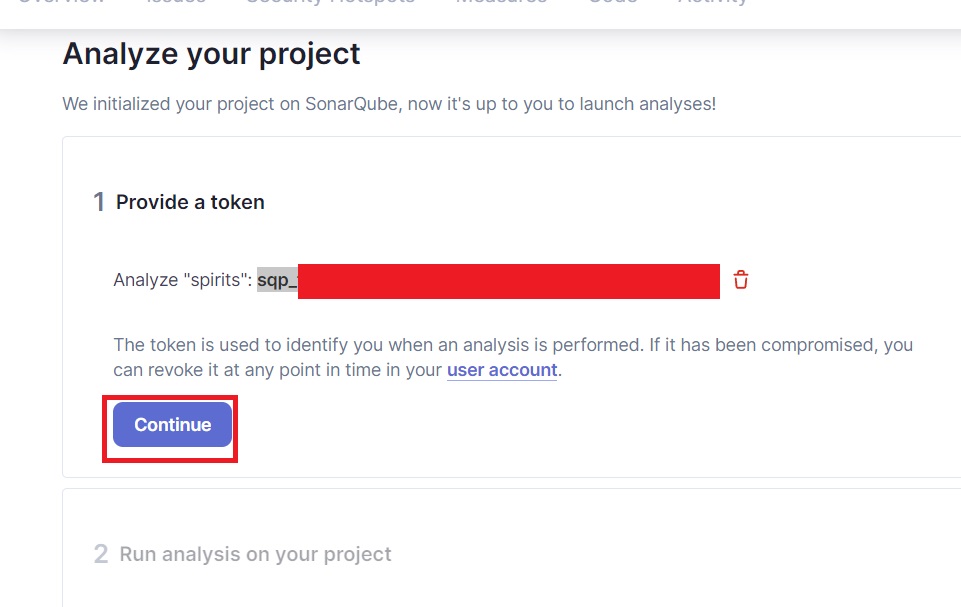 Overview Issues Security Hotspots Measures Code Activity
Analyze your project
We initialized your project on SonarQube, now it's up to you to launch analyses!
1 Provide a token
Analyze "spirits": sqp_
The token is used to identify you when an analysis is performed. If it has been compromised, you
can revoke it at any point in time in your user account.
Continue
2 Run analysis on your project